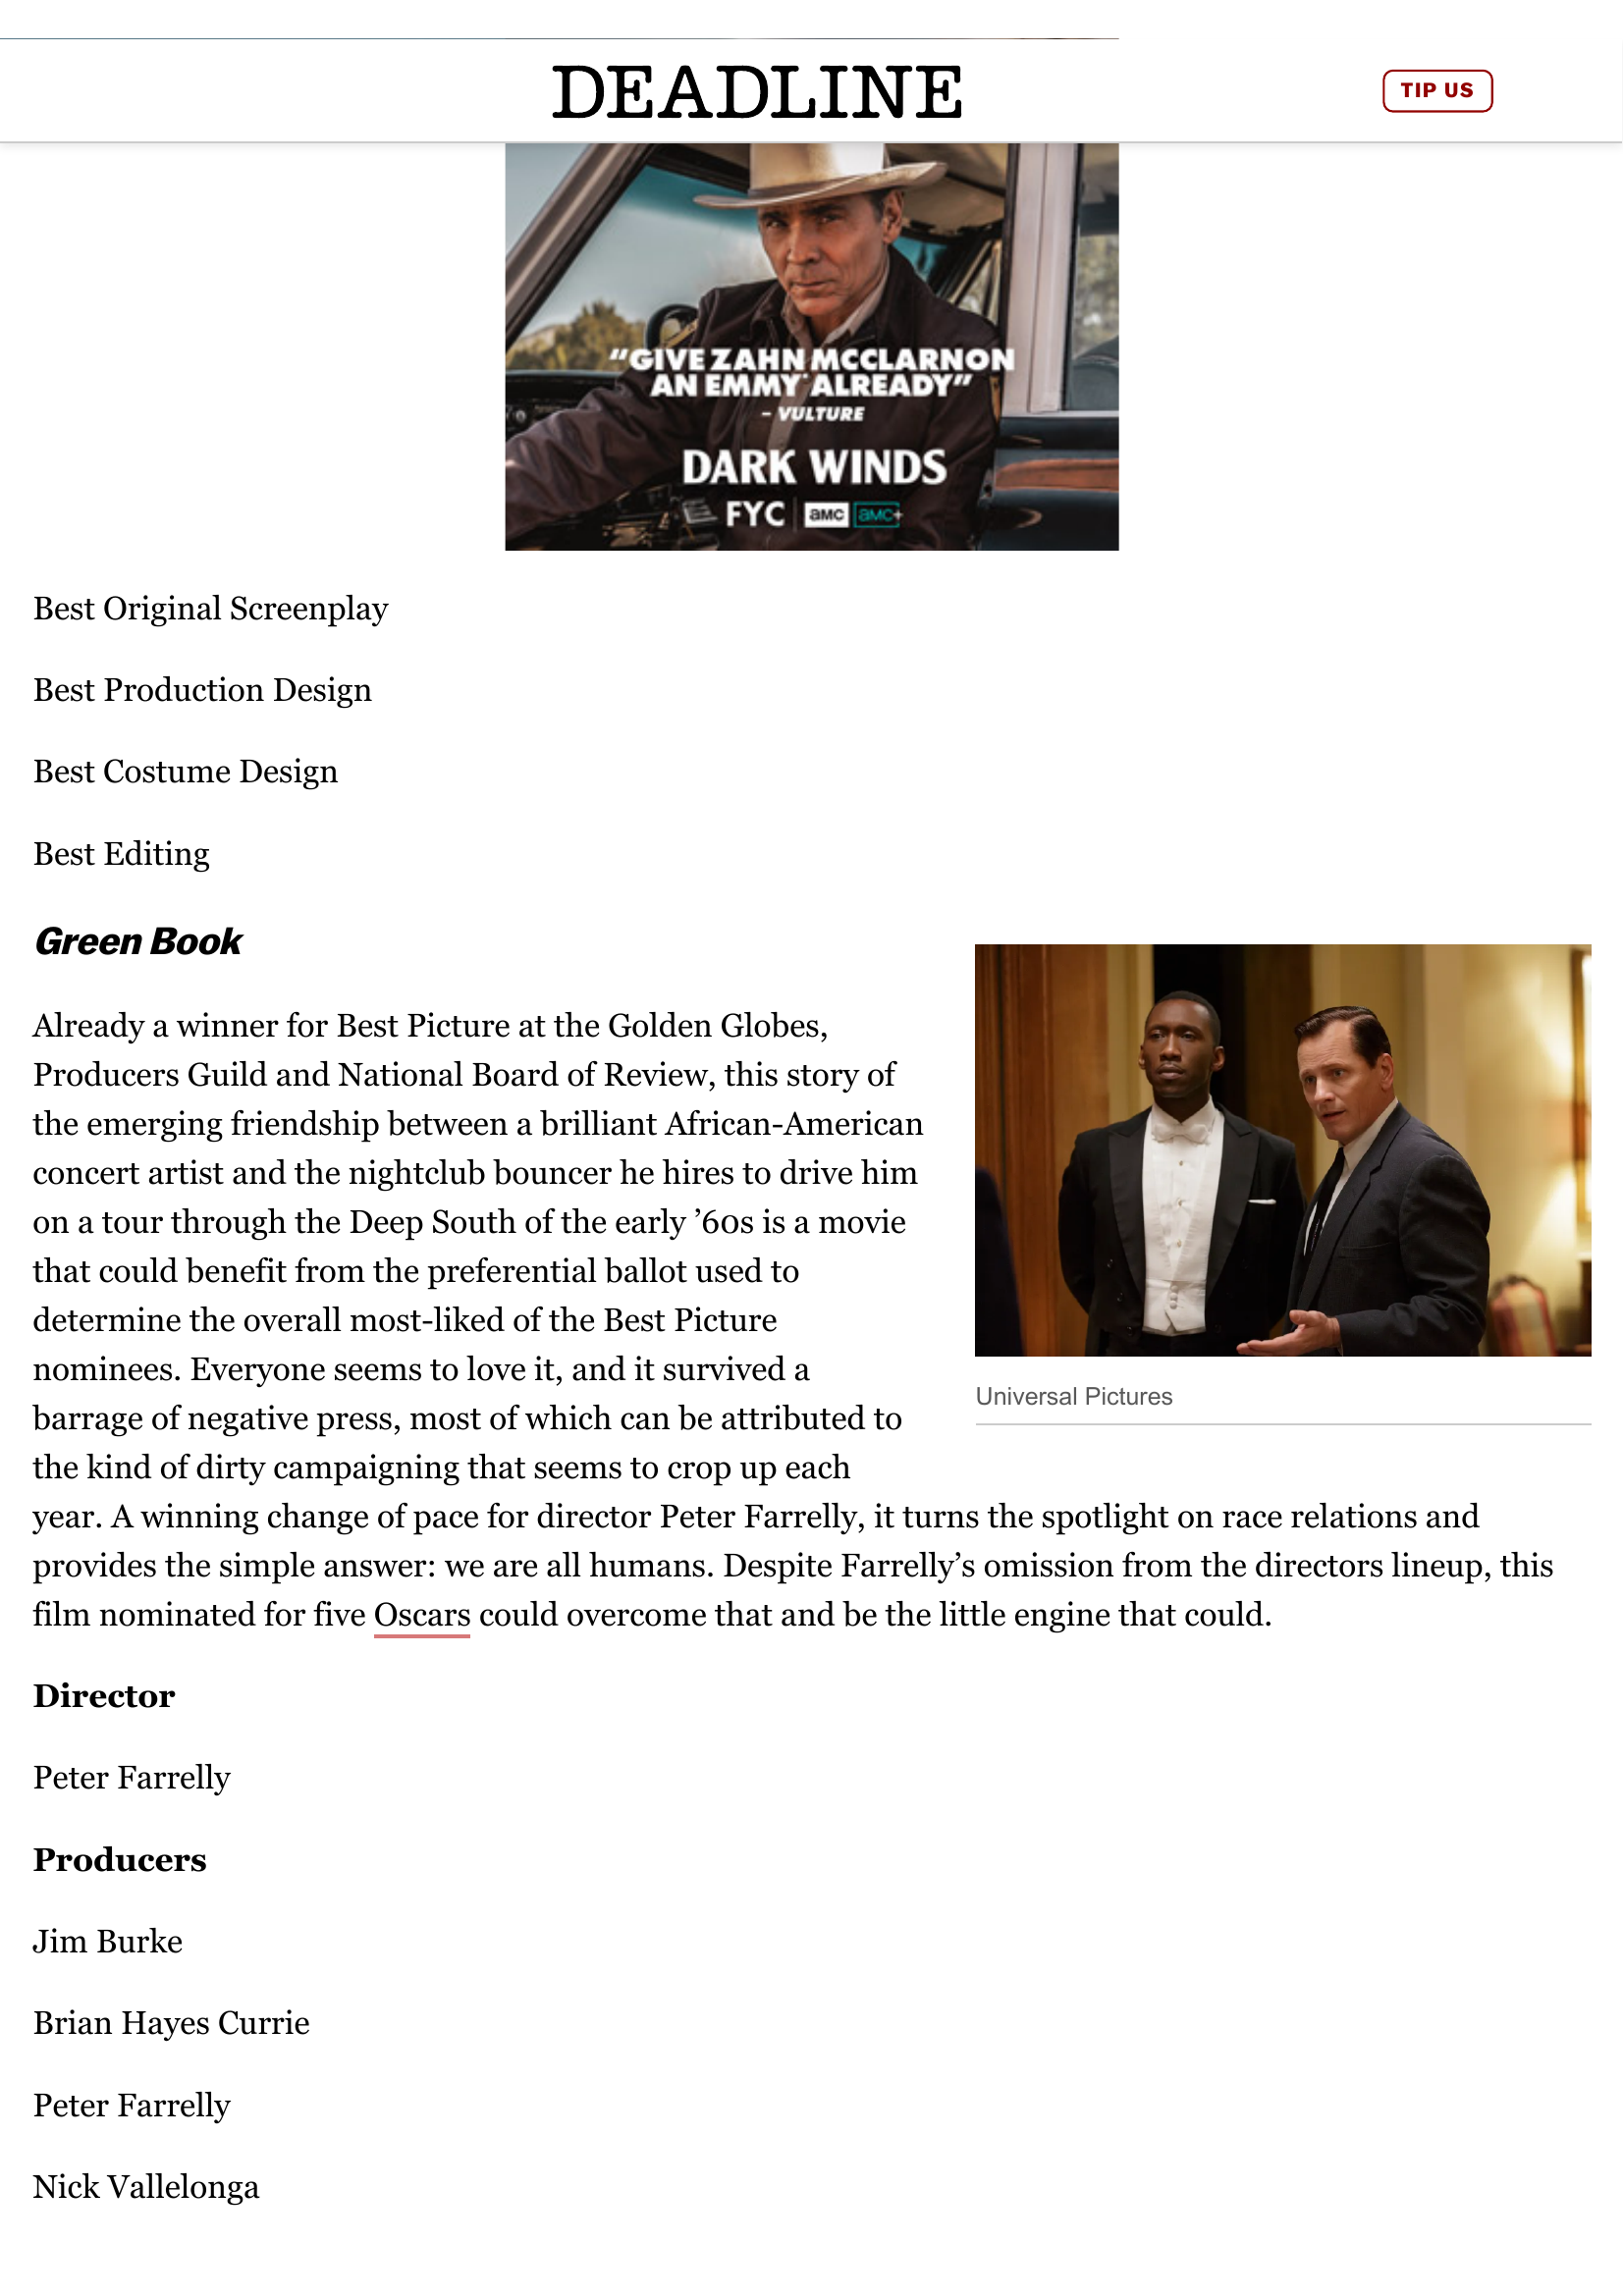 DEADLINE
TIP US
“GIVE ZAHN MCCLARNON
AN EMMY® ALREADY”
– VULTURE
DARK WINDS
FYC | aMC aMC+
Best Original Screenplay
Best Production Design
Best Costume Design
Best Editing
Green Book
Already a winner for Best Picture at the Golden Globes,
Producers Guild and National Board of Review, this story of
the emerging friendship between a brilliant African-American
concert artist and the nightclub bouncer he hires to drive him
on a tour through the Deep South of the early ’60s is a movie
that could benefit from the preferential ballot used to
determine the overall most-liked of the Best Picture
nominees. Everyone seems to love it, and it survived a
barrage of negative press, most of which can be attributed to
the kind of dirty campaigning that seems to crop up each
year. A winning change of pace for director Peter Farrelly, it turns the spotlight on race relations and
provides the simple answer: we are all humans. Despite Farrelly’s omission from the directors lineup, this
film nominated for five Oscars could overcome that and be the little engine that could.
Universal Pictures
Director
Peter Farrelly
Producers
Jim Burke
Brian Hayes Currie
Peter Farrelly
Nick Vallelonga